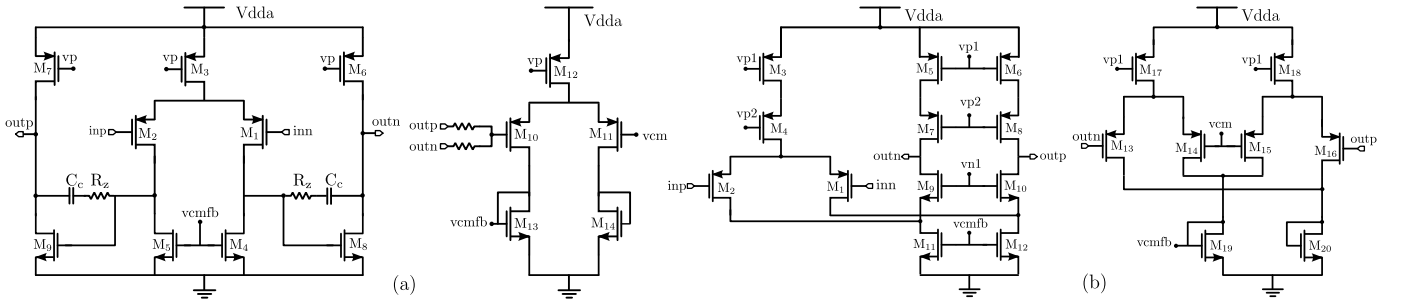 Vdda
vp
M7
vp
M3
vp
M6
outp
inp
M2
M1
inn
outn
Cc
Rz
Rz
Cc
vcmfb
M9
M5
M4
M8
(a)
Vdda
vp
M12
outp
outn
M10
M11
vcm
vcmfb
M13
M14
Vdda
vp1
M3
vp2
M4
inp
M2
M1
inn
vp1
M5
M6
vp2
M7
M8
outn
outp
vn1
M9
M10
vcmfb
M11
M12
(b)
Vdda
vp1
M17
vp1
M18
outn
M13
M14
vcm
M15
M16
outp
vcmfb
M19
M20